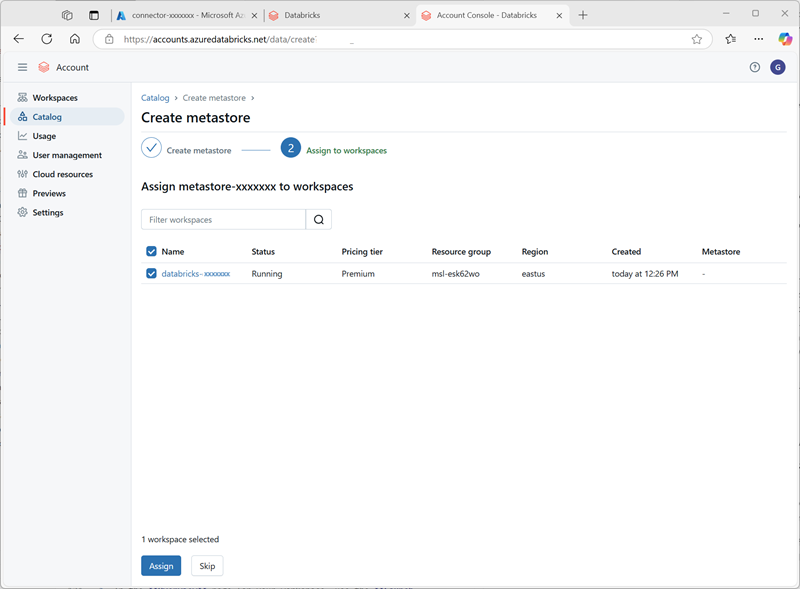 connector-xxxxxxx - Microsoft Az
Databricks
Account Console - Databricks
https://accounts.azuredatabricks.net/data/create
Account
G
Workspaces
Catalog
Usage
User management
Cloud resources
Previews
Settings
Catalog > Create metastore >
Create metastore
Create metastore
2 Assign to workspaces
Assign metastore-xxxxxxx to workspaces
Filter workspaces
Name Status Pricing tier Resource group Region Created Metastore
databricks-xxxxxxx Running Premium msl-esk62wo eastus today at 12:26 PM -
1 workspace selected
Assign Skip